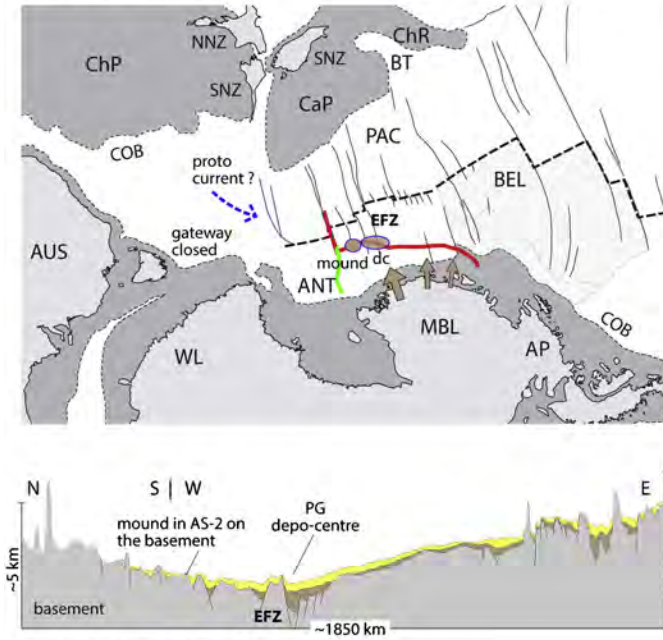 ChR
NNZ
SNZ
BT
ChP
SNZ
CaP
PAC
COB
proto
current ?
BEL
EFZ
AUS
gateway
closed
mound
dc
ANT
MBL
COB
WL
AP
N
S | W
E
PG
depo-centre
mound in AS-2 on
the basement
~5 km
basement
EFZ
~1850 km